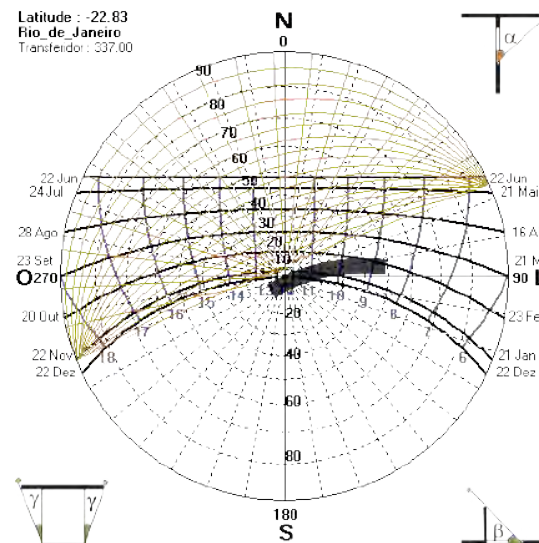 Latitude : -22.83
Rio_de_Janeiro
Transferidor : 337.00
N
0
α
90
80
70
60
50
40
30
20
10
22 Jun
22 Jun
24 Jul
21 Mai
28 Ago
16 A
23 Set
21 M
O 270
90
20 Out
23 Fe
22 Nov
21 Jan
22 Dez
22 Dez
18
17
16
15
14
11
10
9
8
7
6
20
40
60
80
180
S
γ γ
β